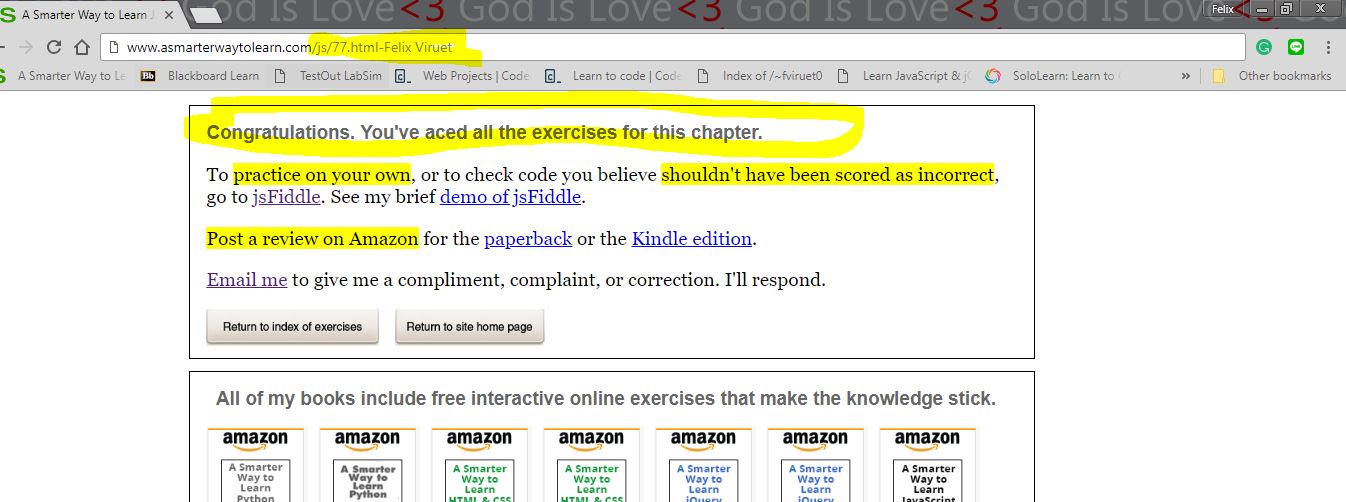 God Is Love<3 God Is Love<3 God Is Love<3
A Smarter Way to Learn J
Felix
www.asmarterwaytolearn.com/js/77.html-Felix Viruet
A Smarter Way to Le
Bb Blackboard Learn
TestOut LabSim
Web Projects | Code
Learn to code | Code
Index of /~fviruet0
Learn JavaScript & j
SoloLearn: Learn to
»
Other bookmarks
Congratulations. You've aced all the exercises for this chapter.
To practice on your own, or to check code you believe shouldn't have been scored as incorrect,
go to jsFiddle. See my brief demo of jsFiddle.
Post a review on Amazon for the paperback or the Kindle edition.
Email me to give me a compliment, complaint, or correction. I'll respond.
Return to index of exercises
Return to site home page
All of my books include free interactive online exercises that make the knowledge stick.
amazon amazon amazon amazon amazon amazon amazon
A Smarter A Smarter A Smarter A Smarter A Smarter A Smarter A Smarter
Way to Way to Way to Way to Way to Way to Way to
Learn Learn Learn Learn Learn Learn Learn
Python Python HTML & CSS HTML & CSS jQuery jQuery JavaScript